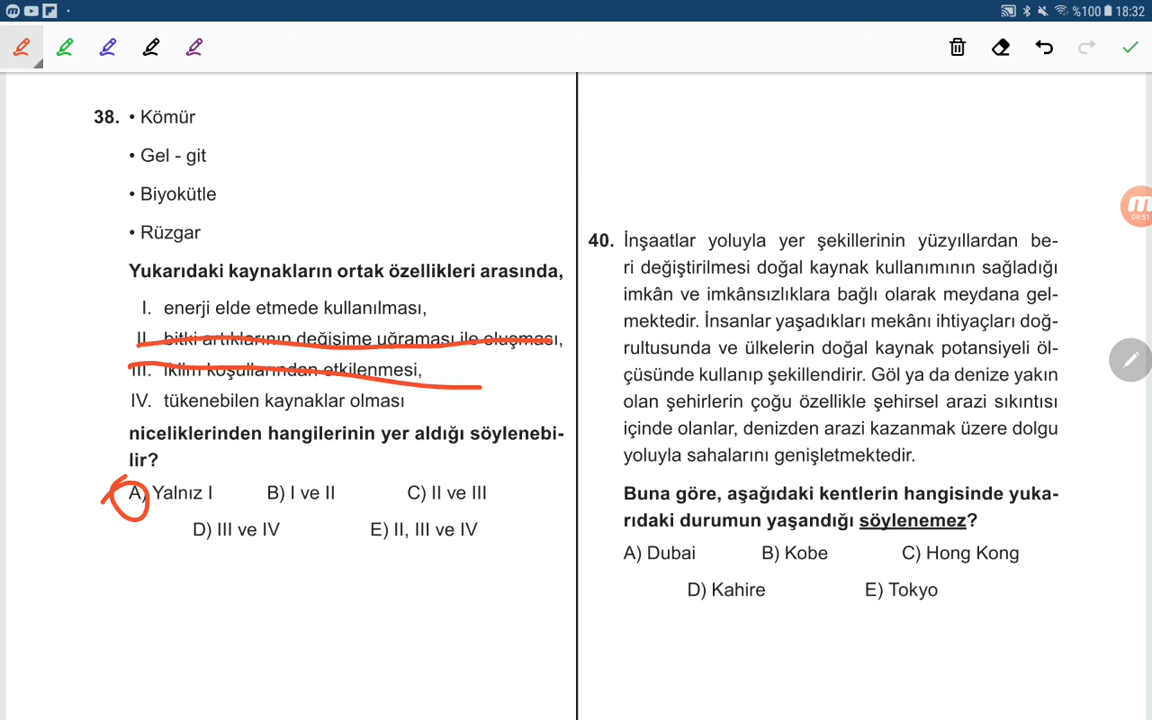 %100 18:32
38. • Kömür
• Gel - git
• Biyokütle
• Rüzgar
Yukarıdaki kaynakların ortak özellikleri arasında,
I. enerji elde etmede kullanılması,
II. bitki artıklarının değişime uğraması ile oluşması,
III. iklim koşullarından etkilenmesi,
IV. tükenebilen kaynaklar olması
niceliklerinden hangilerinin yer aldığı söylenebi-
lir?
A) Yalnız I B) I ve II C) II ve III
D) III ve IV E) II, III ve IV
40. İnşaatlar yoluyla yer şekillerinin yüzyıllardan be-
ri değiştirilmesi doğal kaynak kullanımının sağladığı
imkân ve imkânsızlıklara bağlı olarak meydana gel-
mektedir. İnsanlar yaşadıkları mekânı ihtiyaçları doğ-
rultusunda ve ülkelerin doğal kaynak potansiyeli öl-
çüsünde kullanıp şekillendirir. Göl ya da denize yakın
olan şehirlerin çoğu özellikle şehirsel arazi sıkıntısı
içinde olanlar, denizden arazi kazanmak üzere dolgu
yoluyla sahalarını genişletmektedir.
Buna göre, aşağıdaki kentlerin hangisinde yuka-
rıdaki durumun yaşandığı söylenemez?
A) Dubai B) Kobe C) Hong Kong
D) Kahire E) Tokyo
09:51